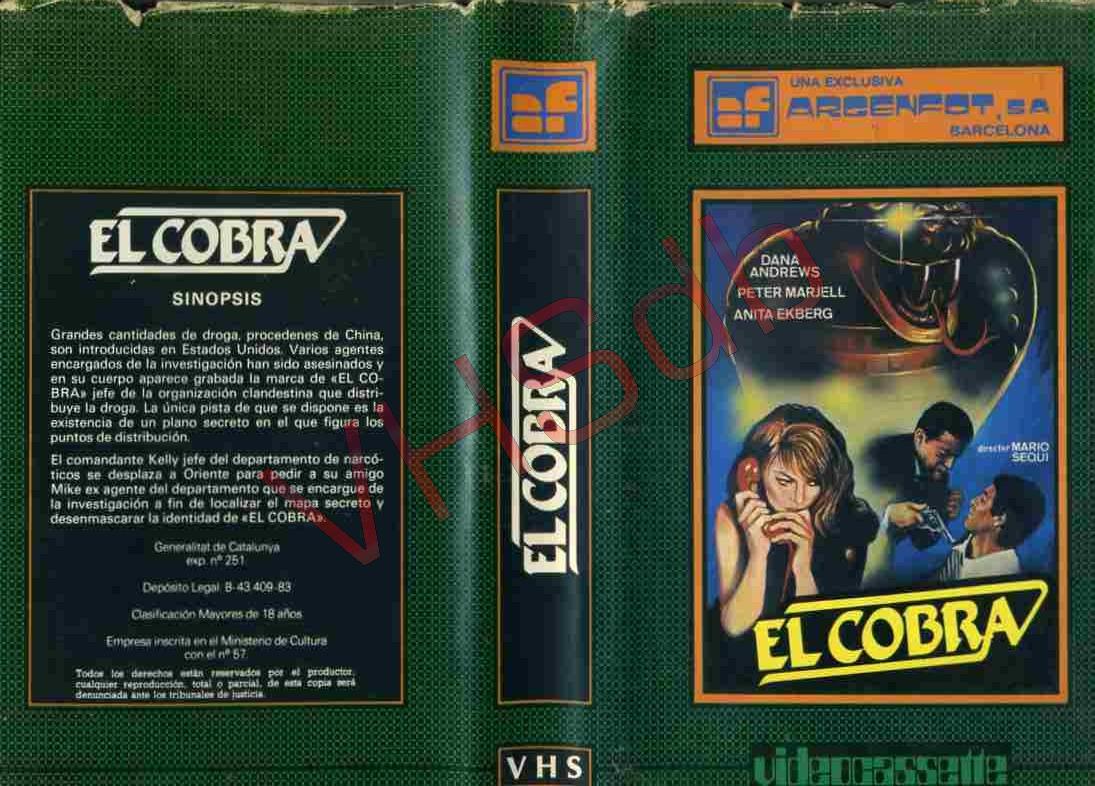 EL COBRA
SINOPSIS
Grandes cantidades de droga, procedenes de China,
son introducidas en Estados Unidos. Varios agentes
encargados de la investigación han sido asesinados y
en su cuerpo aparece grabada la marca de «EL CO-
BRA» jefe de la organización clandestina que distri-
buye la droga. La única pista de que se dispone es la
existencia de un plano secreto en el que figura los
puntos de distribución.
El comandante Kelly jefe del departamento de narcó-
ticos se desplaza a Oriente para pedir a su amigo
Mike ex agente del departamento que se encargue de
la investigación a fin de localizar el mapa secreto y
desenmascarar la identidad de «EL COBRA».
Generalitat de Catalunya
exp. nº 251
Depósito Legal: B-43.409-83
Clasificación Mayores de 18 años
Empresa inscrita en el Ministerio de Cultura
con el nº 57.
Todos los derechos están reservados por el productor,
cualquier reproducción, total o parcial, de esta copia será
denunciada ante los tribunales de justicia.
EL COBRA
VHS
UNA EXCLUSIVA
ARGENFOT, SA
BARCELONA
DANA
ANDREWS
PETER MARJELL
ANITA EKBERG
director MARIO
SEQUI
EL COBRA
videocassette
VHSdb